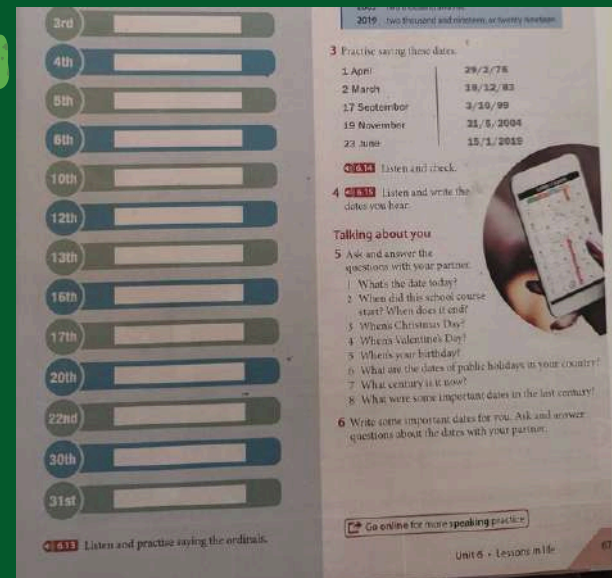 3rd
4th
5th
6th
10th
12th
13th
16th
17th
20th
22nd
30th
31st
6.13 Listen and practise saying the ordinals.
2019 two thousand and nineteen, or twenty nineteen
3 Practise saying these dates.
1 April
2 March
17 September
19 November
23 June
29/2/76
19/12/83
3/10/99
31/5/2004
15/1/2019
6.14 Listen and check.
4 6.15 Listen and write the
dates you hear.
Talking about you
5 Ask and answer the
questions with your partner.
1 What's the date today?
2 When did this school course
start? When does it end?
3 When's Christmas Day?
4 When's Valentine's Day?
5 When's your birthday?
6 What are the dates of public holidays in your country?
7 What century is it now?
8 What were some important dates in the last century?
6 Write some important dates for you. Ask and answer
questions about the dates with your partner.
Go online for more speaking practice
Unit 6 • Lessons in life 67